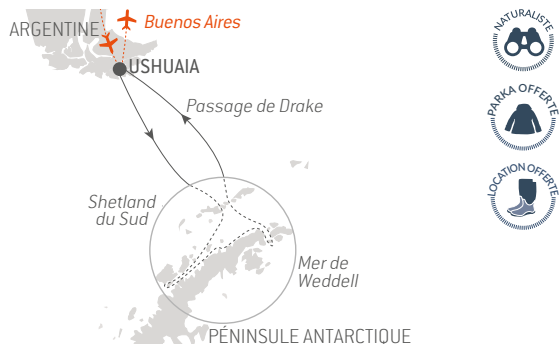 ARGENTINE
Buenos Aires
USHUAIA
Passage de Drake
Shetland
du Sud
Mer de
Weddell
PÉNINSULE ANTARCTIQUE
NATURALISTE
PARKA OFFERTE
LOCATION OFFERTE